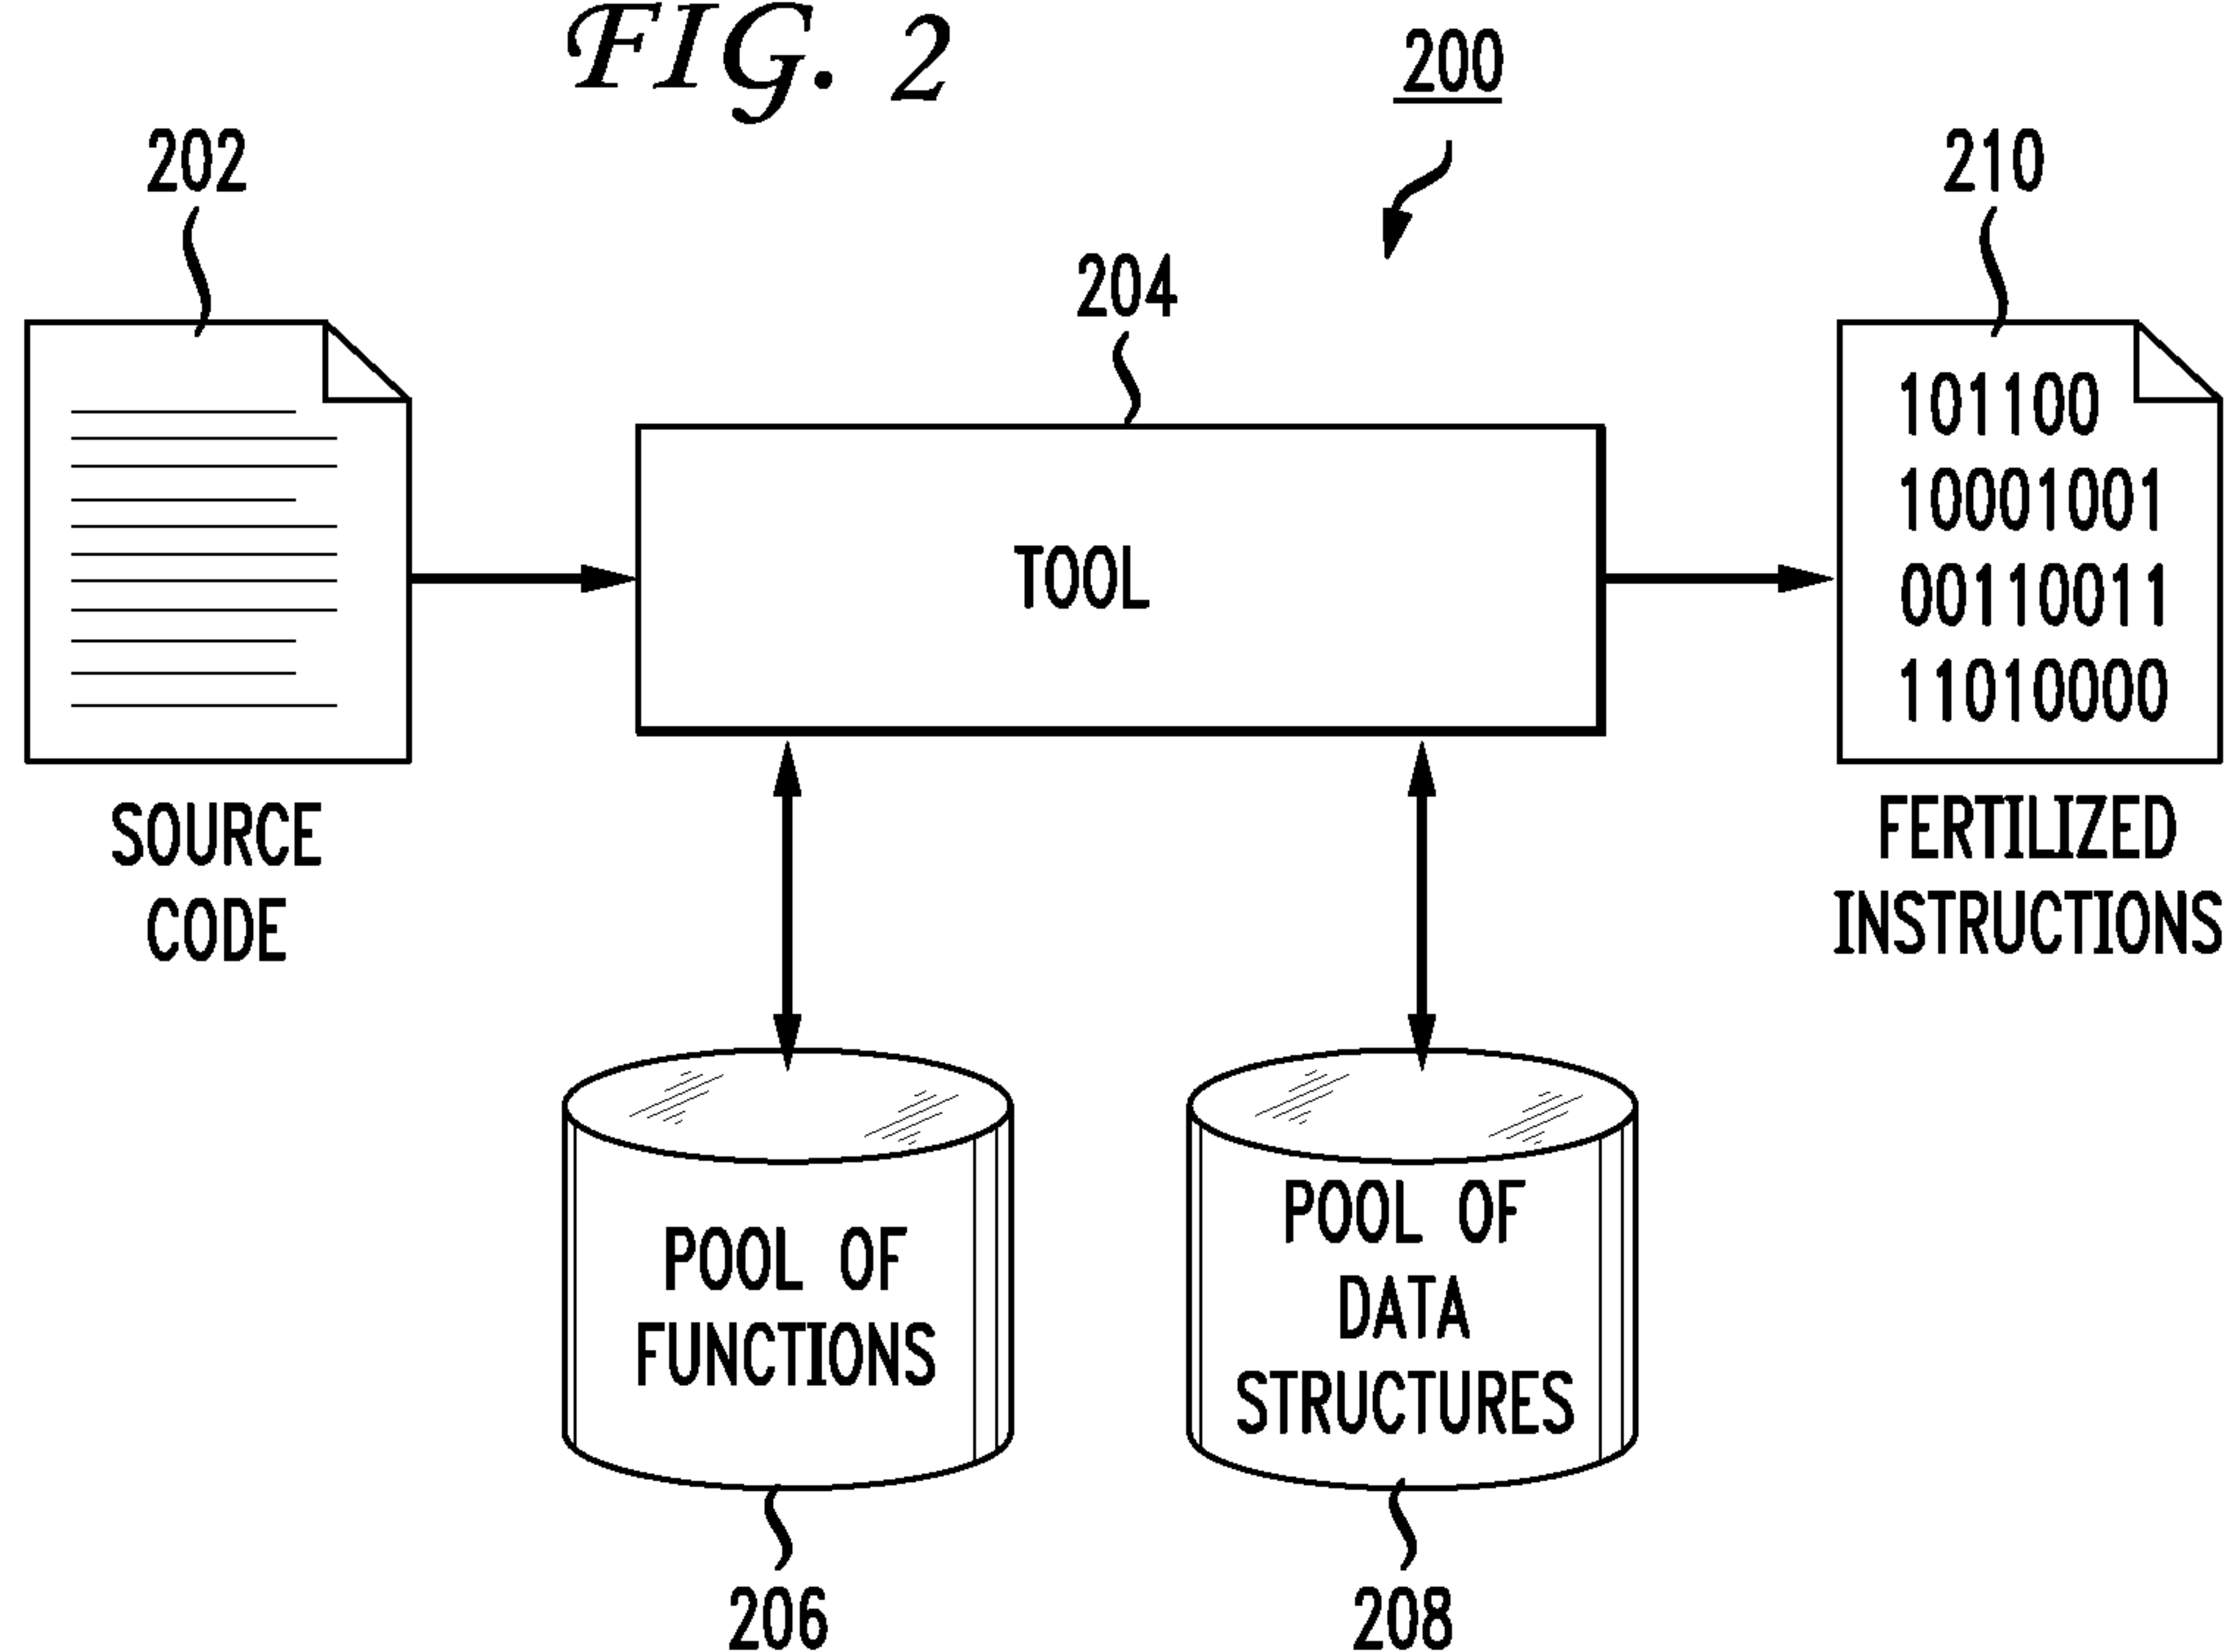 FIG. 2
200
202
210
204
101100
10001001
00110011
11010000
TOOL
SOURCE
CODE
FERTILIZED
INSTRUCTIONS
POOL OF
FUNCTIONS
POOL OF
DATA
STRUCTURES
206
208